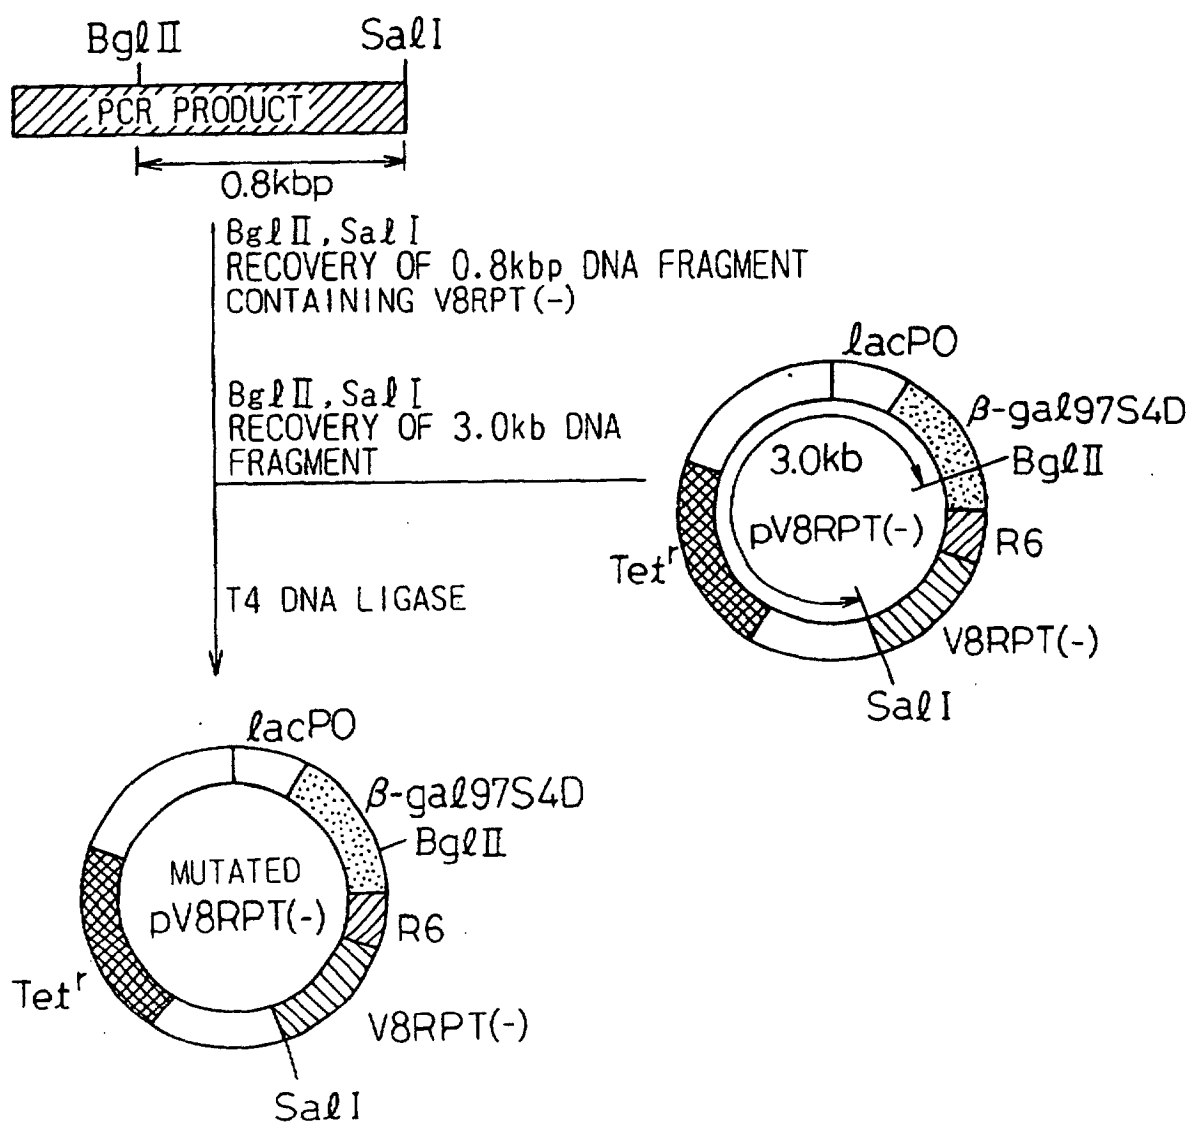 BglII
SalI
PCR PRODUCT
0.8kbp
BglII, SalI
RECOVERY OF 0.8kbp DNA FRAGMENT
CONTAINING V8RPT(-)
BglII, SalI
RECOVERY OF 3.0kb DNA
FRAGMENT
T4 DNA LIGASE
lacPO
β-gal97S4D
BglII
3.0kb
pV8RPT(-)
R6
Tetʳ
V8RPT(-)
SalI
lacPO
β-gal97S4D
BglII
MUTATED
pV8RPT(-)
R6
Tetʳ
V8RPT(-)
SalI